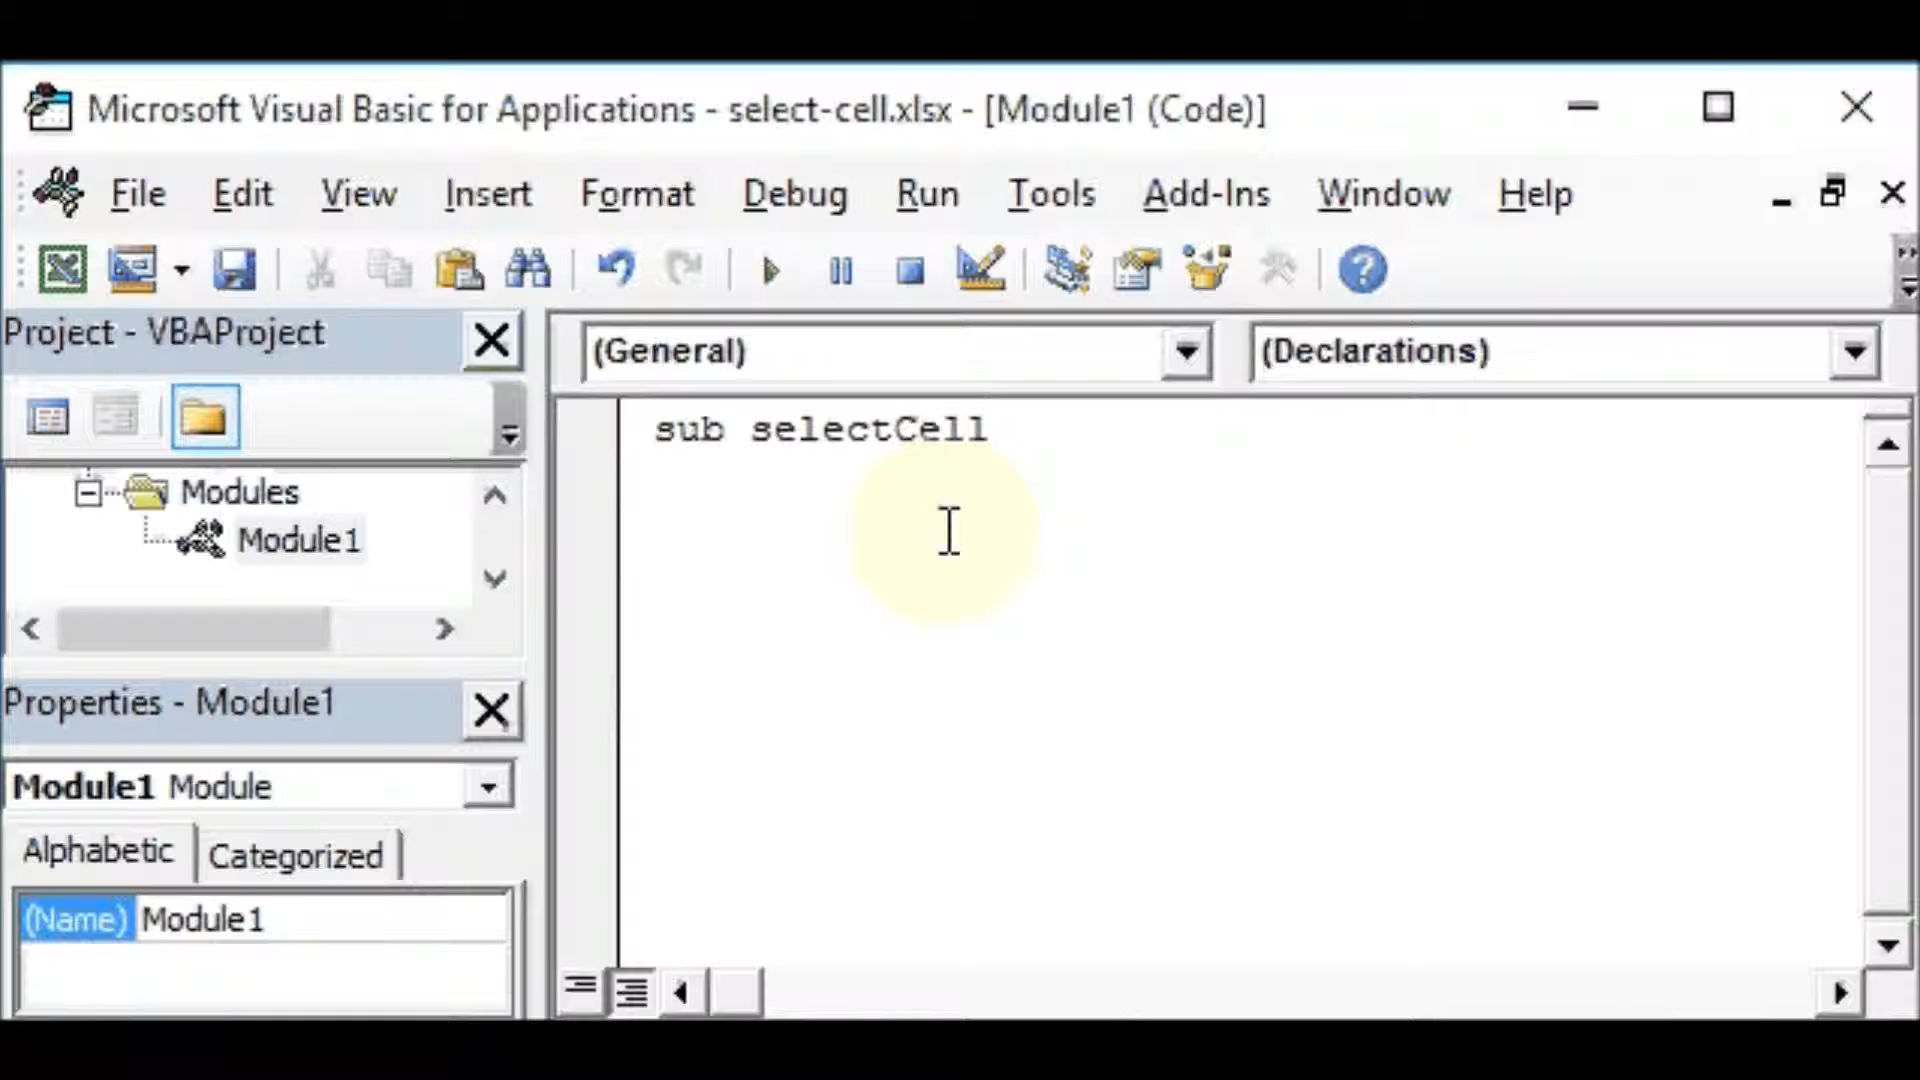 Microsoft Visual Basic for Applications - select-cell.xlsx - [Module1 (Code)]
File Edit View Insert Format Debug Run Tools Add-Ins Window Help
Project - VBAProject
(General)
(Declarations)
sub selectCell
Modules
Module1
Properties - Module1
Module1 Module
Alphabetic
Categorized
(Name) Module1